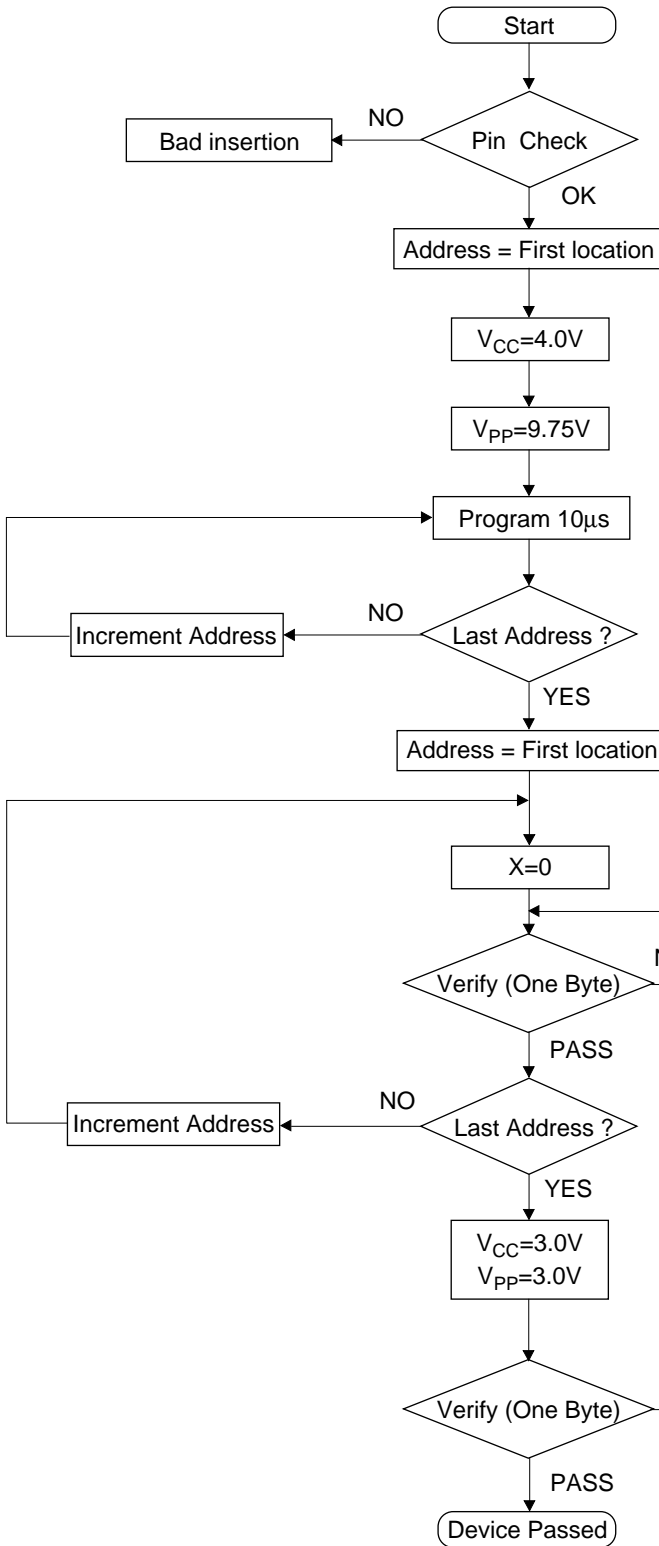 Start
Pin Check
NO
Bad insertion
OK
Address = First location
VCC=4.0V
VPP=9.75V
Program 10μs
Last Address ?
NO
Increment Address
YES
Address = First location
X=0
Verify (One Byte)
PASS
Last Address ?
NO
Increment Address
YES
VCC=3.0V
VPP=3.0V
Verify (One Byte)
PASS
Device Passed